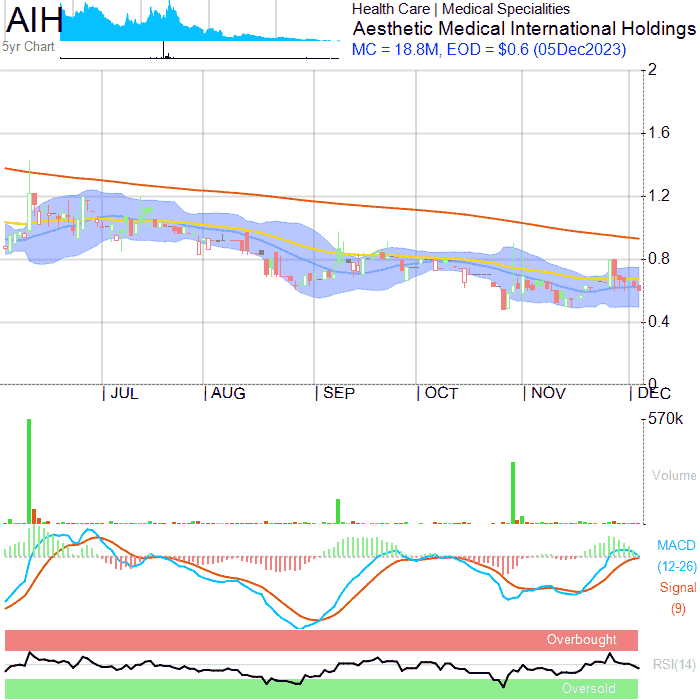 AIH
5yr Chart
Health Care | Medical Specialities
Aesthetic Medical International Holdings
MC = 18.8M, EOD = $0.6 (05Dec2023)
2
1.6
1.2
0.8
0.4
0
JUL AUG SEP OCT NOV DEC
570k
Volume
MACD
(12-26)
Signal
(9)
Overbought
RSI(14)
Oversold